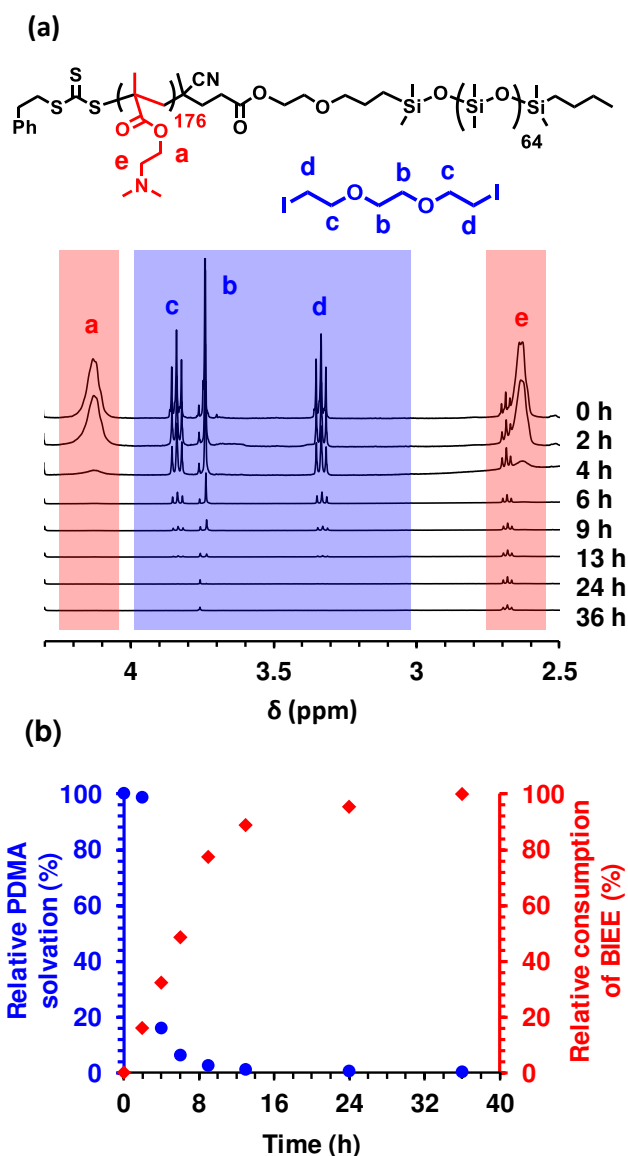 (a)
S
S
S
Ph
CN
176
O
O
O
O
O
O
Si
O
Si
O
Si
64
e
a
N
d
b
c
I
O
O
I
c
b
d
a
c
b
d
e
0 h
2 h
4 h
6 h
9 h
13 h
24 h
36 h
4
3.5
3
2.5
δ (ppm)
(b)
Relative PDMA
solvation (%)
100
80
60
40
20
0
100
80
60
40
20
0
Relative consumption
of BIEE (%)
0
8
16
24
32
40
Time (h)